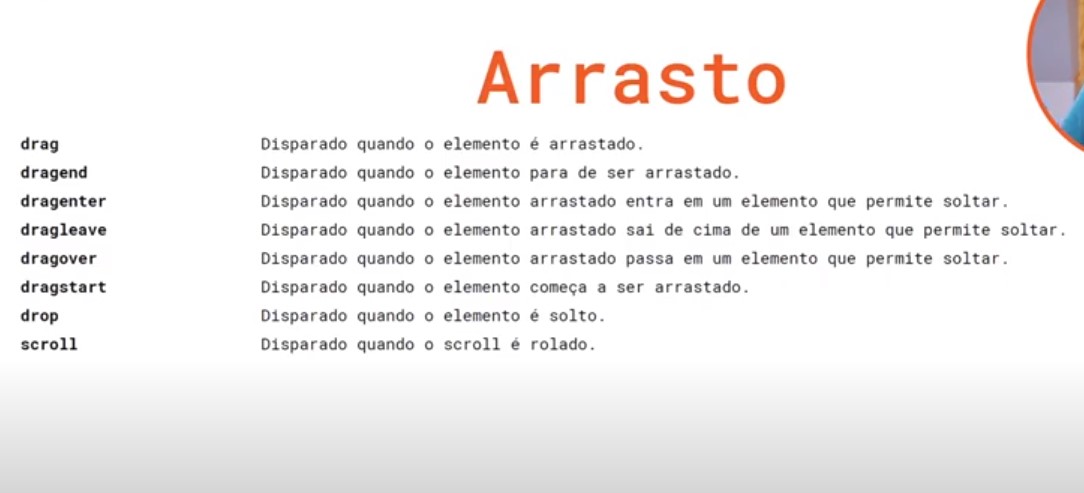 Arrasto
drag Disparado quando o elemento é arrastado.
dragend Disparado quando o elemento para de ser arrastado.
dragenter Disparado quando o elemento arrastado entra em um elemento que permite soltar.
dragleave Disparado quando o elemento arrastado sai de cima de um elemento que permite soltar.
dragover Disparado quando o elemento arrastado passa em um elemento que permite soltar.
dragstart Disparado quando o elemento começa a ser arrastado.
drop Disparado quando o elemento é solto.
scroll Disparado quando o scroll é rolado.